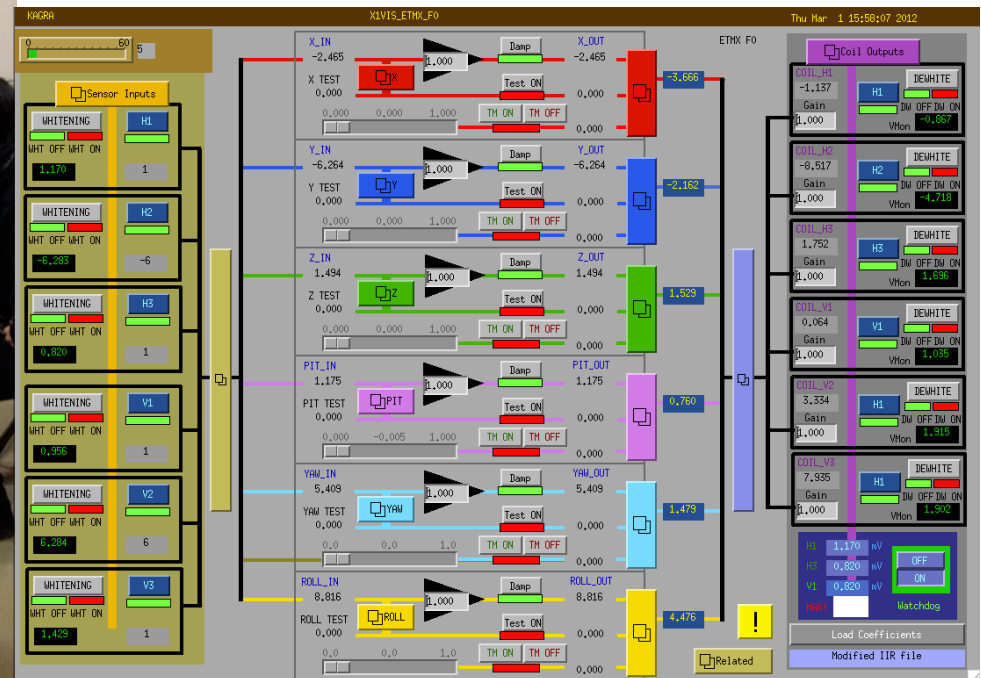 KAGRA X1VIS_ETMX_F0 Thu Mar 1 15:58:07 2012
0 60 5
Sensor Inputs
WHITENING H1
WHT OFF WHT ON
1.170 1
WHITENING H2
WHT OFF WHT ON
-6.283 -6
WHITENING H3
WHT OFF WHT ON
0.820 1
WHITENING V1
WHT OFF WHT ON
0.956 1
WHITENING V2
WHT OFF WHT ON
6.284 6
WHITENING V3
WHT OFF WHT ON
1.429 1
X_IN Damp X_OUT
-2.465 1.000 -2.465
X TEST X Test ON
0.000 0.000
0.000 0.000 1.000 TM ON TM OFF
0.000
-3.666
Y_IN Damp Y_OUT
-6.264 1.000 -6.264
Y TEST Y Test ON
0.000 0.000
0.000 0.000 1.000 TM ON TM OFF
0.000
-2.162
Z_IN Damp Z_OUT
1.494 1.000 1.494
Z TEST Z Test ON
0.000 0.000
0.000 0.000 1.000 TM ON TM OFF
0.000
1.529
PIT_IN Damp PIT_OUT
1.175 1.000 1.175
PIT TEST PIT Test ON
0.000 0.000
0.000 -0.005 1.000 TM ON TM OFF
0.000
0.760
YAW_IN Damp YAW_OUT
5.409 1.000 5.409
YAW TEST YAW Test ON
0.000 0.000
0.0 0.0 1.0 TM ON TM OFF
0.000
1.479
ROLL_IN Damp ROLL_OUT
8.816 1.000 8.816
ROLL TEST ROLL Test ON
0.000 0.000
0.0 0.0 1.0 TM ON TM OFF
0.000
4.476
ETMX F0
!
Related
Coil Outputs
COIL_H1 DEWHITE
-1.137 H1
Gain DW OFF DW ON
1.000 VMon -0.867
COIL_H2 DEWHITE
-8.517 H2
Gain DW OFF DW ON
1.000 VMon -4.718
COIL_H3 DEWHITE
1.752 H3
Gain DW OFF DW ON
1.000 VMon 1.696
COIL_V1 DEWHITE
0.064 V1
Gain DW OFF DW ON
1.000 VMon 1.035
COIL_V2 DEWHITE
3.334 H1
Gain DW OFF DW ON
1.000 VMon 1.915
COIL_V3 DEWHITE
7.935 H1
Gain DW OFF DW ON
1.000 VMon 1.902
H1 1.170 mV
H3 0.820 mV
V1 0.820 mV
MAX!
OFF
ON
Watchdog
Load Coefficients
Modified IIR file